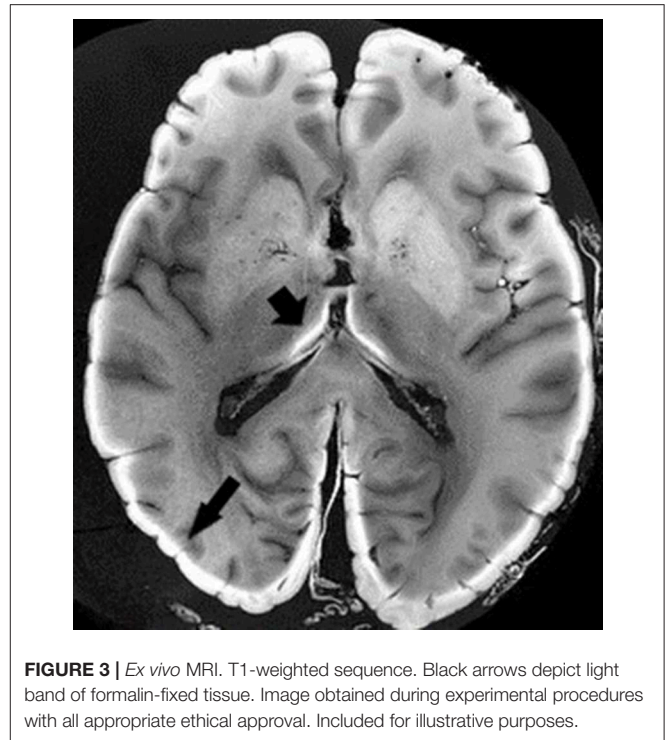 FIGURE 3 | Ex vivo MRI. T1-weighted sequence. Black arrows depict light
band of formalin-fixed tissue. Image obtained during experimental procedures
with all appropriate ethical approval. Included for illustrative purposes.